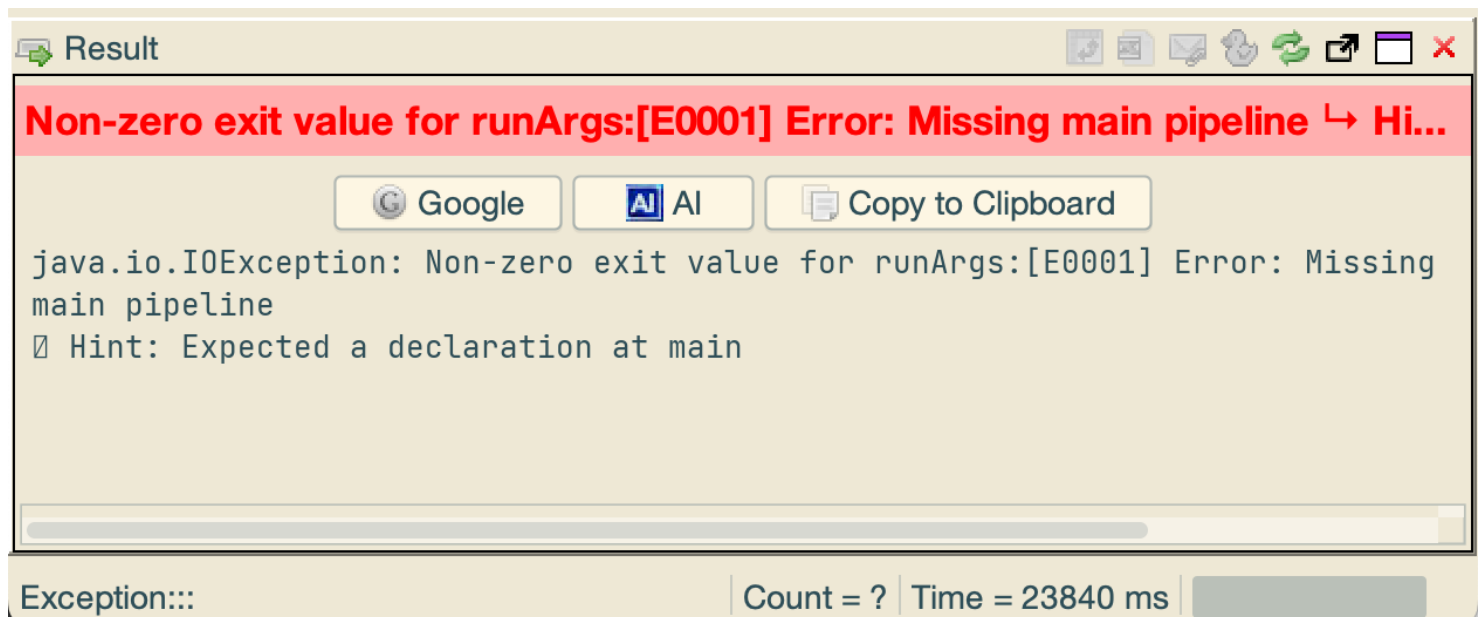 Result
Non-zero exit value for runArgs:[E0001] Error: Missing main pipeline ↪ Hi...
Google AI AI Copy to Clipboard
java.io.IOException: Non-zero exit value for runArgs:[E0001] Error: Missing
main pipeline
⍰ Hint: Expected a declaration at main
Exception::: Count = ? Time = 23840 ms